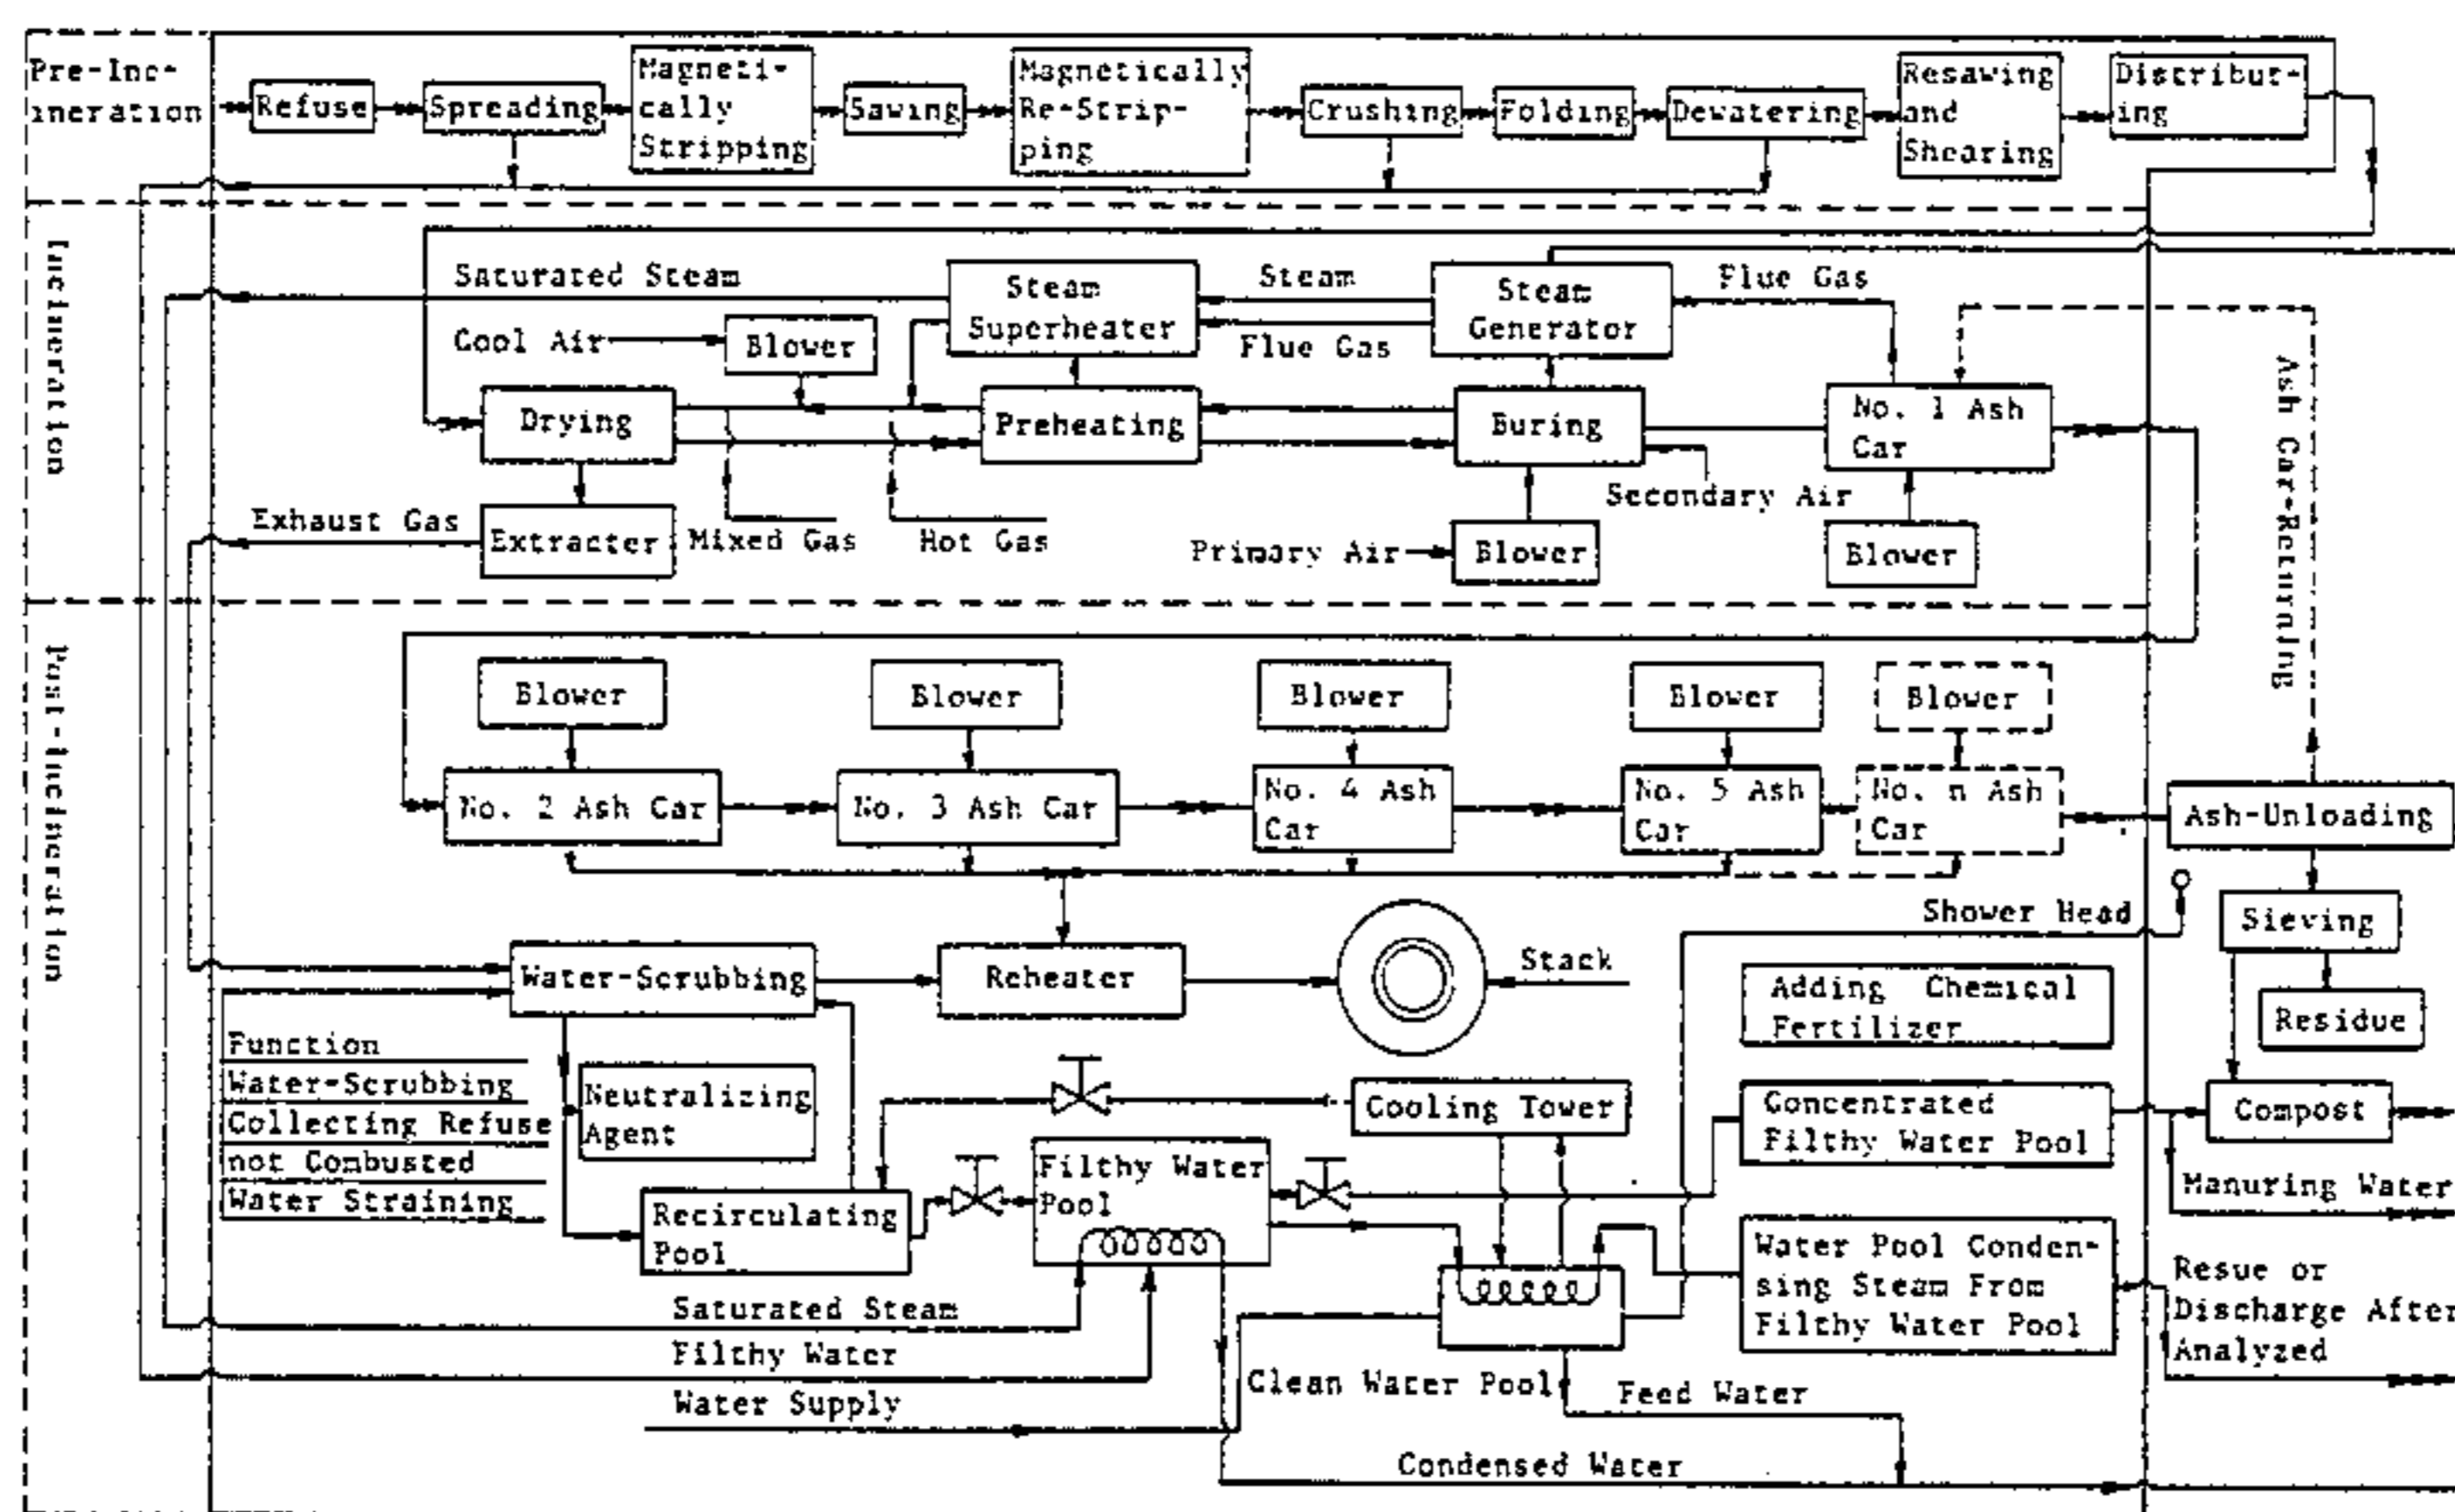 Pre-Inc-
ineration
Refuse
Spreading
Magneti-
cally
Stripping
Sawing
Magnetically
Re-Strip-
ping
Crushing
Folding
Dewatering
Resawing
and
Shearing
Distribut-
ing
Incineration
Saturated Steam
Steam
Superheater
Steam
Flue Gas
Steam
Generator
Flue Gas
Cool Air
Blower
Drying
Preheating
Buring
No. 1 Ash
Car
Ash Car-Returning
Exhaust Gas
Extracter
Mixed Gas
Hot Gas
Primary Air
Blower
Secondary Air
Blower
Post-Incineration
Blower
Blower
Blower
Blower
Blower
No. 2 Ash Car
No. 3 Ash Car
No. 4 Ash
Car
No. 5 Ash
Car
No. n Ash
Car
Ash-Unloading
Shower Head
Sieving
Water-Scrubbing
Reheater
Stack
Adding Chemical
Fertilizer
Residue
Function
Water-Scrubbing
Collecting Refuse
not Combusted
Water Straining
Neutralizing
Agent
Cooling Tower
Concentrated
Filthy Water Pool
Compost
Recirculating
Pool
Filthy Water
Pool
Manuring Water
Water Pool Conden-
sing Steam From
Filthy Water Pool
Resue or
Discharge After
Analyzed
Saturated Steam
Filthy Water
Water Supply
Clean Water Pool
Feed Water
Condensed Water